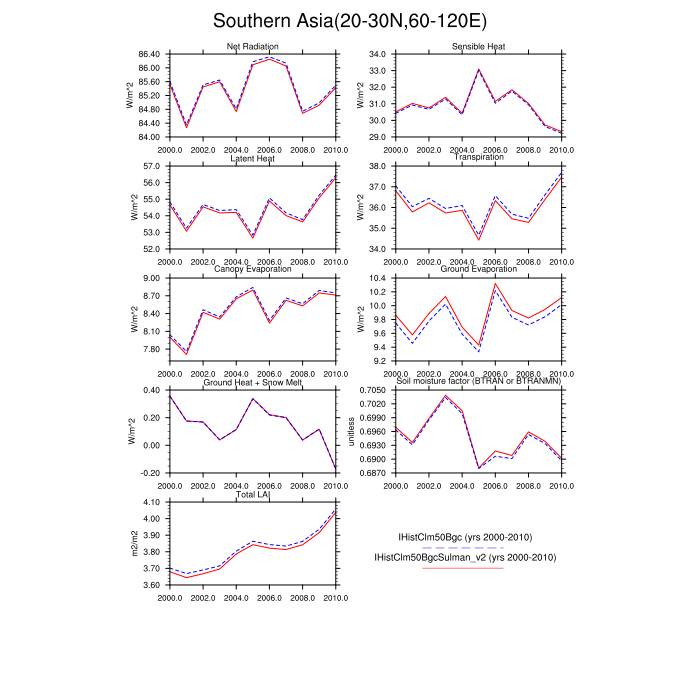 Southern Asia(20-30N,60-120E)
Net Radiation
W/m^2
86.40
86.00
85.60
85.20
84.80
84.40
84.00
2000.0 2002.0 2004.0 2006.0 2008.0 2010.0
Sensible Heat
W/m^2
34.0
33.0
32.0
31.0
30.0
29.0
2000.0 2002.0 2004.0 2006.0 2008.0 2010.0
Latent Heat
W/m^2
57.0
56.0
55.0
54.0
53.0
52.0
2000.0 2002.0 2004.0 2006.0 2008.0 2010.0
Transpiration
W/m^2
38.0
37.0
36.0
35.0
34.0
2000.0 2002.0 2004.0 2006.0 2008.0 2010.0
Canopy Evaporation
W/m^2
9.00
8.70
8.40
8.10
7.80
2000.0 2002.0 2004.0 2006.0 2008.0 2010.0
Ground Evaporation
W/m^2
10.4
10.2
10.0
9.8
9.6
9.4
9.2
2000.0 2002.0 2004.0 2006.0 2008.0 2010.0
Ground Heat + Snow Melt
W/m^2
0.40
0.20
0.00
-0.20
2000.0 2002.0 2004.0 2006.0 2008.0 2010.0
Soil moisture factor (BTRAN or BTRANMN)
unitless
0.7050
0.7020
0.6990
0.6960
0.6930
0.6900
0.6870
2000.0 2002.0 2004.0 2006.0 2008.0 2010.0
Total LAI
m2/m2
4.10
4.00
3.90
3.80
3.70
3.60
2000.0 2002.0 2004.0 2006.0 2008.0 2010.0
IHistClm50Bgc (yrs 2000-2010)
IHistClm50BgcSulman_v2 (yrs 2000-2010)